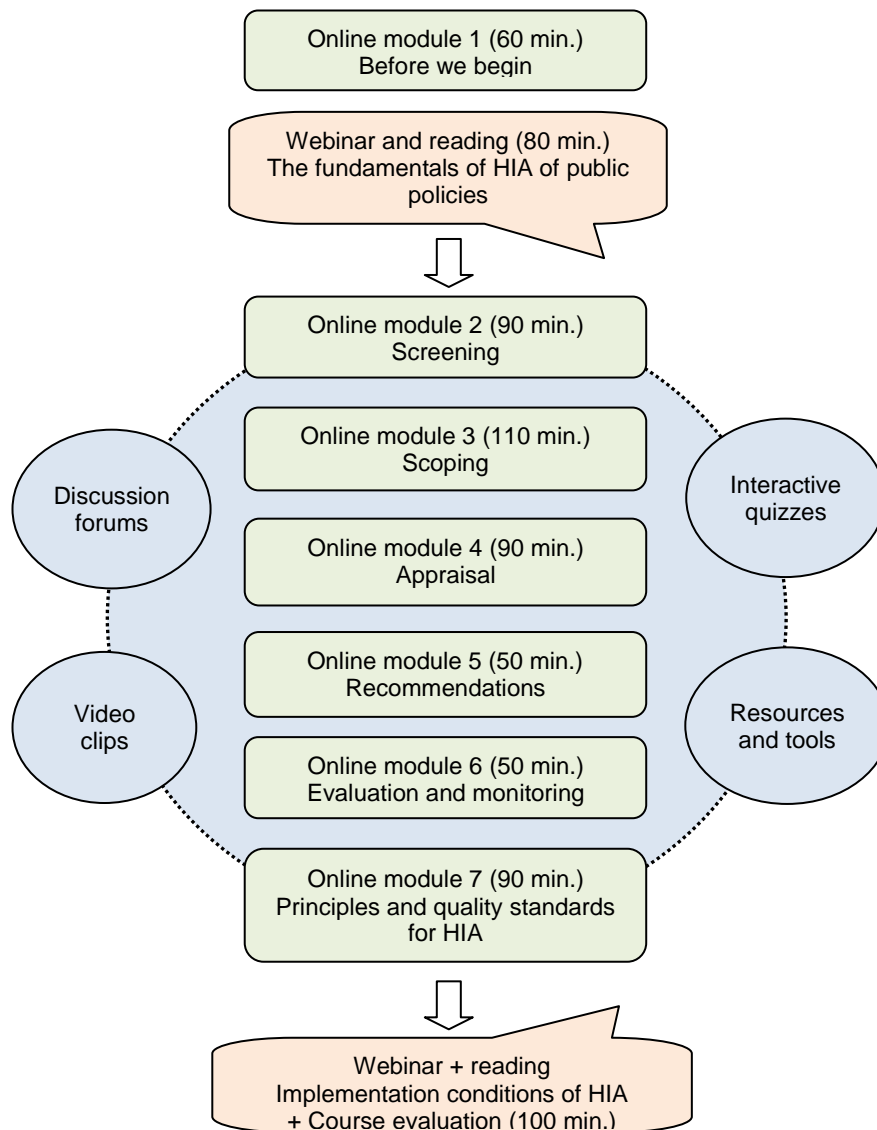 Online module 1 (60 min.)
Before we begin
Webinar and reading (80 min.)
The fundamentals of HIA of public
policies
Online module 2 (90 min.)
Screening
Online module 3 (110 min.)
Scoping
Discussion
forums
Interactive
quizzes
Online module 4 (90 min.)
Appraisal
Online module 5 (50 min.)
Recommendations
Video
clips
Resources
and tools
Online module 6 (50 min.)
Evaluation and monitoring
Online module 7 (90 min.)
Principles and quality standards
for HIA
Webinar + reading
Implementation conditions of HIA
+ Course evaluation (100 min.)